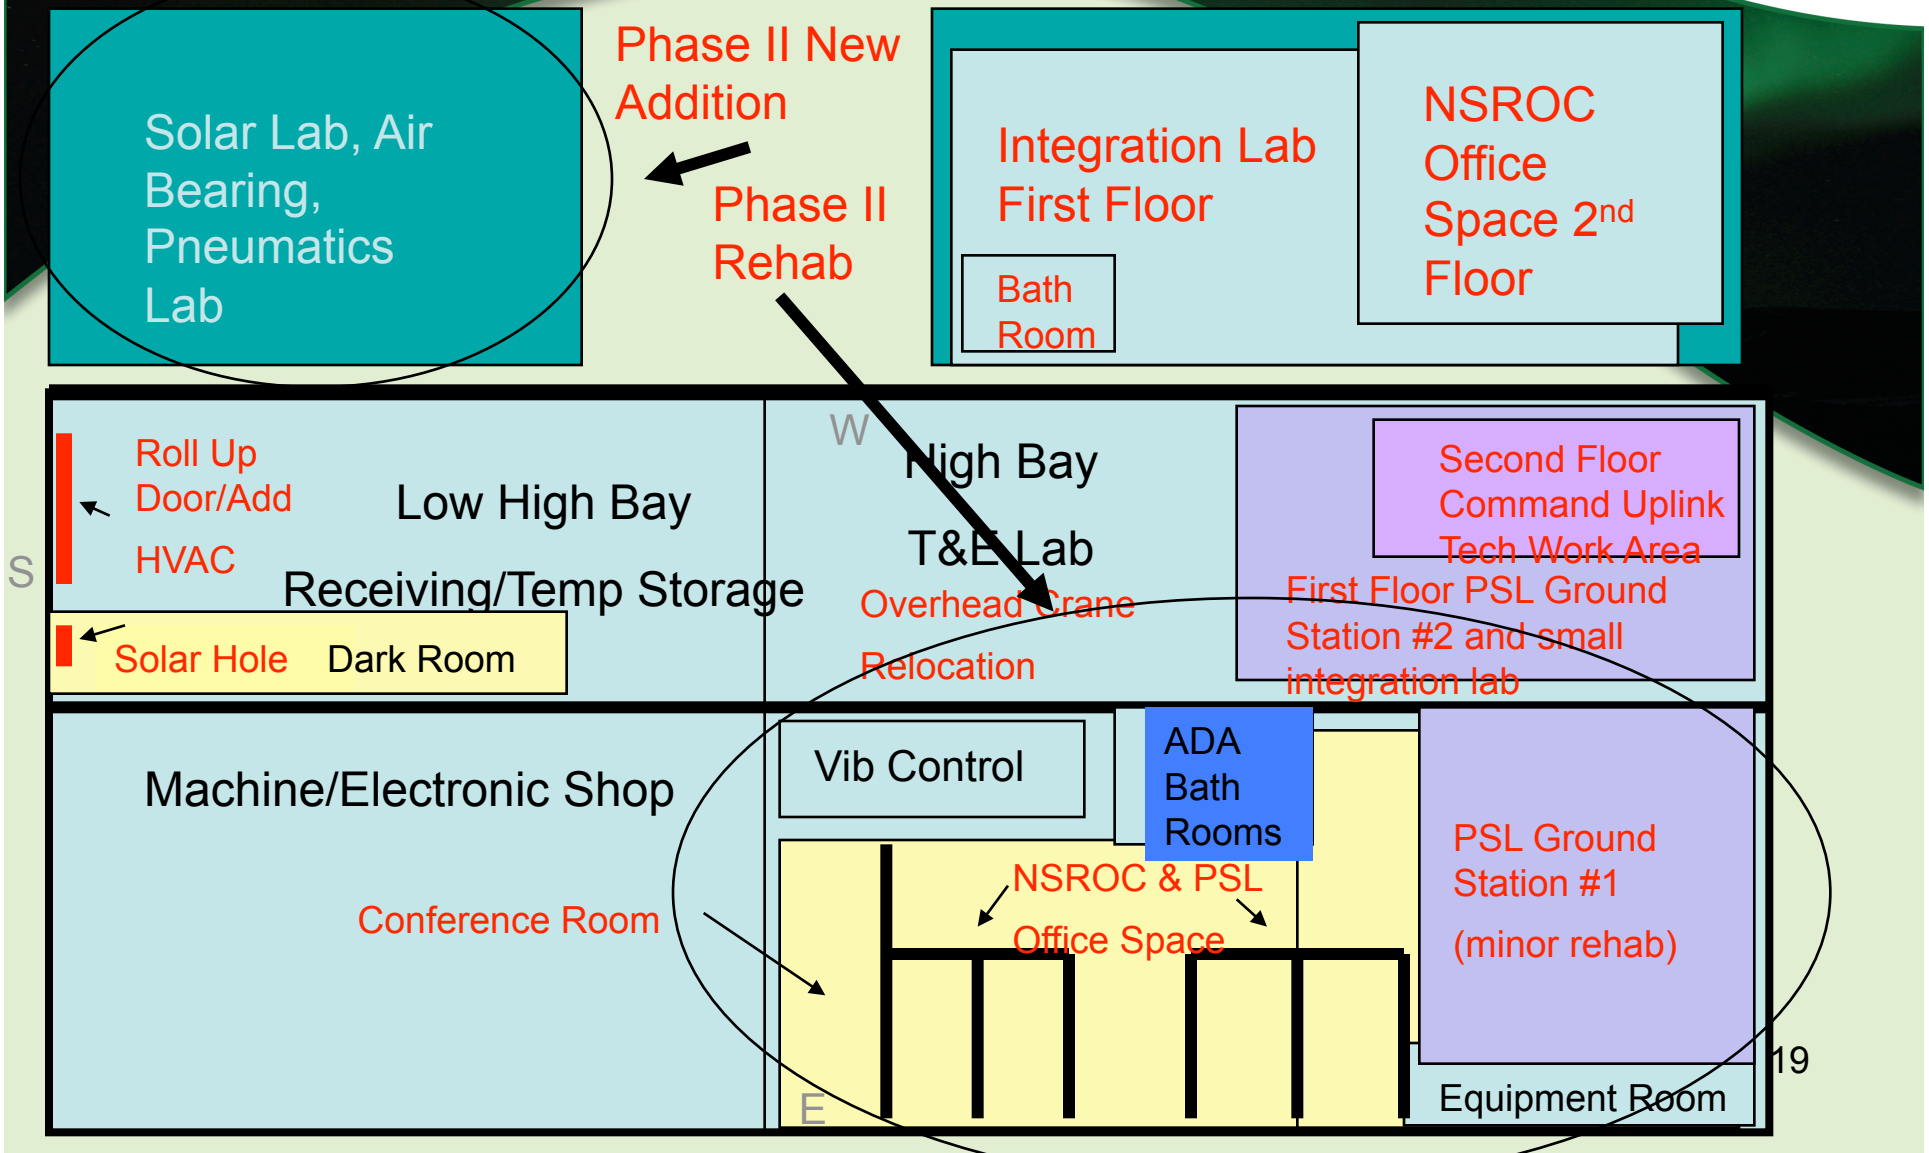 Phase II New
Addition
Solar Lab, Air
Bearing,
Pneumatics
Lab
Phase II
Rehab
Integration Lab
First Floor
Bath
Room
NSROC
Office
Space 2nd
Floor
W
S
Roll Up
Door/Add
HVAC
Low High Bay
Receiving/Temp Storage
High Bay
T&E Lab
Overhead Crane
Relocation
Second Floor
Command Uplink
Tech Work Area
First Floor PSL Ground
Station #2 and small
integration lab
Solar Hole
Dark Room
Machine/Electronic Shop
Vib Control
ADA
Bath
Rooms
NSROC & PSL
Office Space
Conference Room
PSL Ground
Station #1
(minor rehab)
Equipment Room
E
19